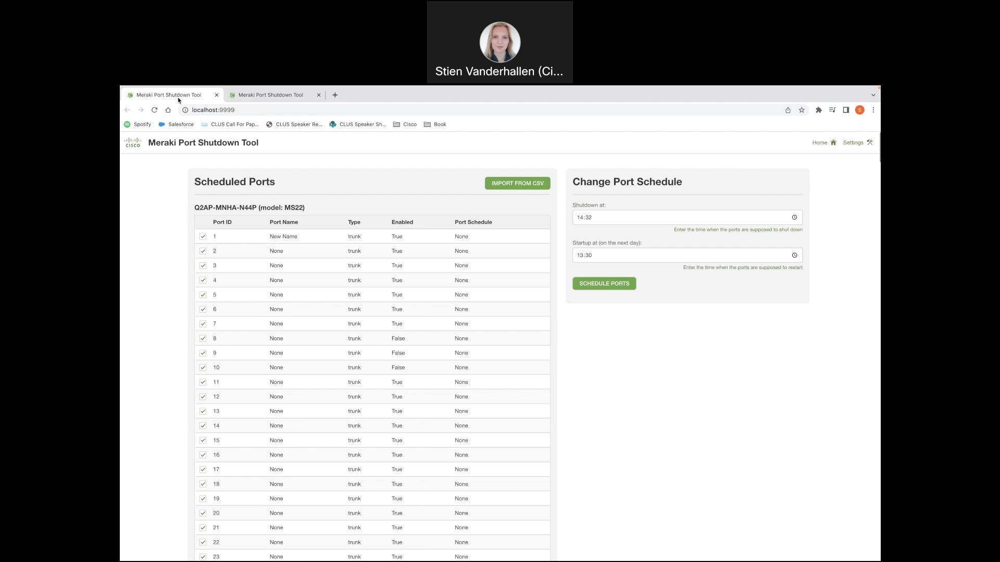 Stien Vanderhallen (Ci...
Meraki Port Shutdown Tool
Meraki Port Shutdown Tool
localhost:9999
S
Spotify
Salesforce
CLUS Call For Pap...
CLUS Speaker Re...
CLUS Speaker Sh...
Cisco
Book
CISCO
Meraki Port Shutdown Tool
Home
Settings
Scheduled Ports
IMPORT FROM CSV
Q2AP-MNHA-N44P (model: MS22)
Port ID Port Name Type Enabled Port Schedule
1 New Name trunk True None
2 None trunk True None
3 None trunk True None
4 None trunk True None
5 None trunk True None
6 None trunk True None
7 None trunk True None
8 None trunk False None
9 None trunk False None
10 None trunk False None
11 None trunk True None
12 None trunk True None
13 None trunk True None
14 None trunk True None
15 None trunk True None
16 None trunk True None
17 None trunk True None
18 None trunk True None
19 None trunk True None
20 None trunk True None
21 None trunk True None
22 None trunk True None
23 None trunk True None
Change Port Schedule
Shutdown at:
14:32
Enter the time when the ports are supposed to shut down
Startup at (on the next day):
13:30
Enter the time when the ports are supposed to restart
SCHEDULE PORTS